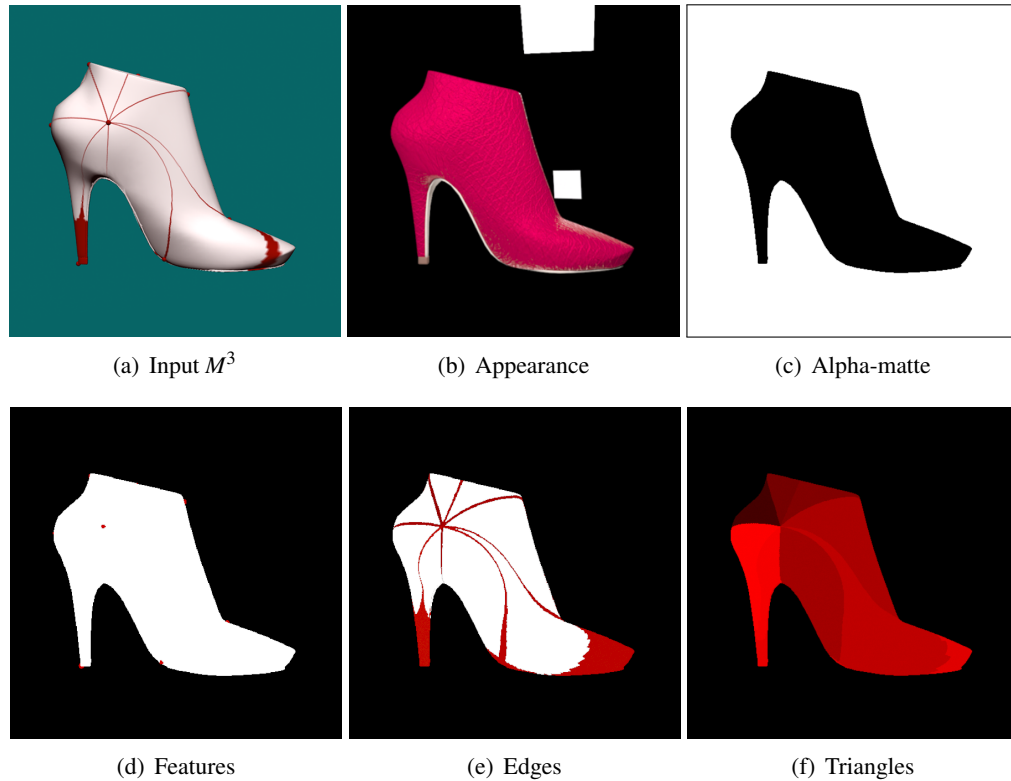 (a) Input M³
(b) Appearance
(c) Alpha-matte
(d) Features
(e) Edges
(f) Triangles